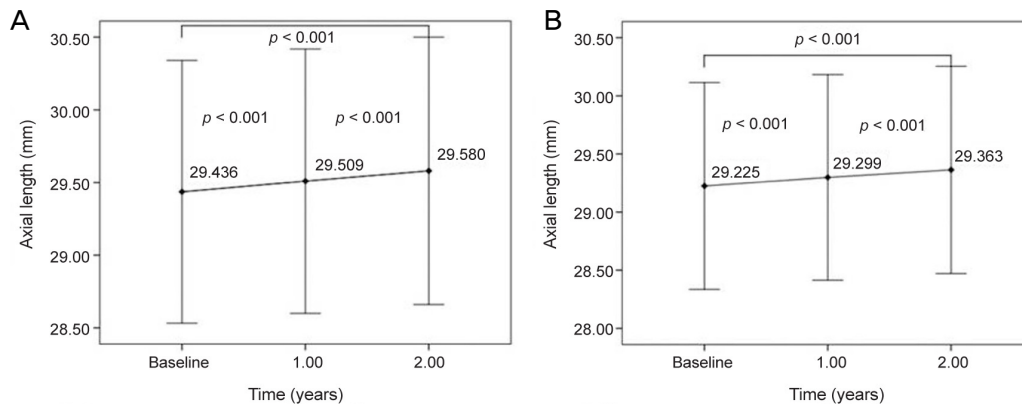 A
B
p < 0.001
30.50
30.00
29.50
29.00
28.50
Axial length (mm)
p < 0.001
p < 0.001
29.436
29.509
29.580
Baseline
1.00
2.00
Time (years)
p < 0.001
30.50
30.00
29.50
29.00
28.50
28.00
Axial length (mm)
p < 0.001
p < 0.001
29.225
29.299
29.363
Baseline
1.00
2.00
Time (years)